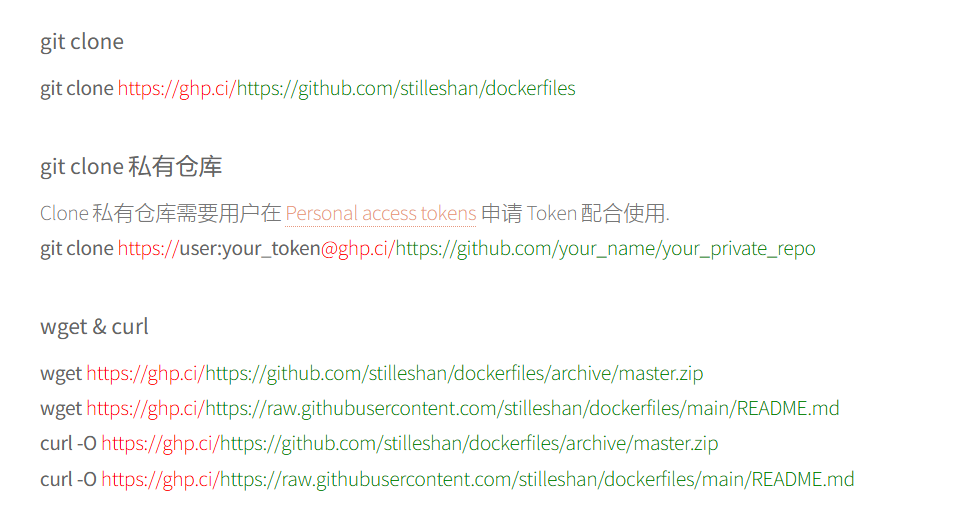 git clone
git clone https://ghp.ci/https://github.com/stilleshan/dockerfiles
git clone 私有仓库
Clone 私有仓库需要用户在 Personal access tokens 申请 Token 配合使用.
git clone https://user:your_token@ghp.ci/https://github.com/your_name/your_private_repo
wget & curl
wget https://ghp.ci/https://github.com/stilleshan/dockerfiles/archive/master.zip
wget https://ghp.ci/https://raw.githubusercontent.com/stilleshan/dockerfiles/main/README.md
curl -O https://ghp.ci/https://github.com/stilleshan/dockerfiles/archive/master.zip
curl -O https://ghp.ci/https://raw.githubusercontent.com/stilleshan/dockerfiles/main/README.md